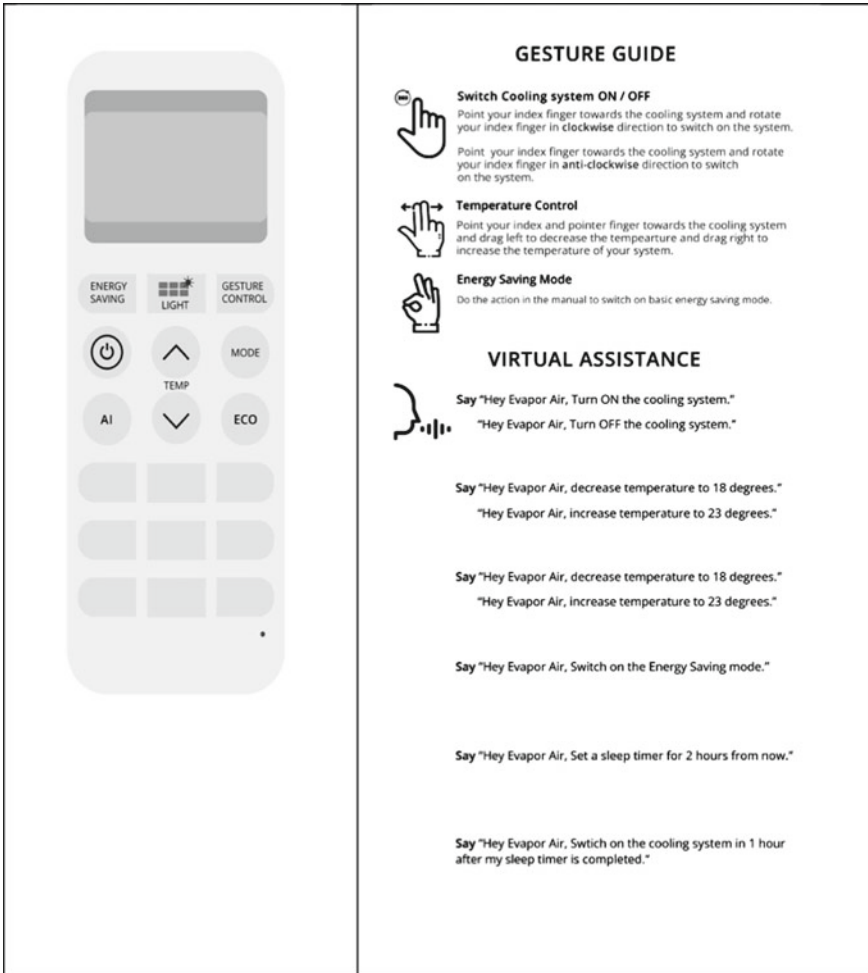 ENERGY
SAVING
LIGHT
GESTURE
CONTROL
MODE
TEMP
AI
ECO
GESTURE GUIDE
Switch Cooling system ON / OFF
Point your index finger towards the cooling system and rotate
your index finger in clockwise direction to switch on the system.
Point your index finger towards the cooling system and rotate
your index finger in anti-clockwise direction to switch
on the system.
Temperature Control
Point your index and pointer finger towards the cooling system
and drag left to decrease the tempearture and drag right to
increase the temperature of your system.
Energy Saving Mode
Do the action in the manual to switch on basic energy saving mode.
VIRTUAL ASSISTANCE
Say “Hey Evapor Air, Turn ON the cooling system.”
“Hey Evapor Air, Turn OFF the cooling system.”
Say “Hey Evapor Air, decrease temperature to 18 degrees.”
“Hey Evapor Air, increase temperature to 23 degrees.”
Say “Hey Evapor Air, decrease temperature to 18 degrees.”
“Hey Evapor Air, increase temperature to 23 degrees.”
Say “Hey Evapor Air, Switch on the Energy Saving mode.”
Say “Hey Evapor Air, Set a sleep timer for 2 hours from now.”
Say “Hey Evapor Air, Swtich on the cooling system in 1 hour
after my sleep timer is completed.”